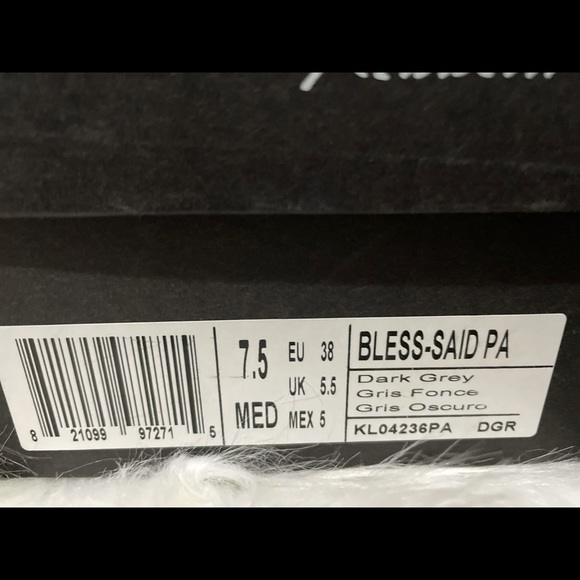 7.5 EU 38
UK 5.5
MED MEX 5
BLESS-SAID PA
Dark Grey
Gris Fonce
Gris Oscuro
KL04236PA DGR
8 21099 97271 5